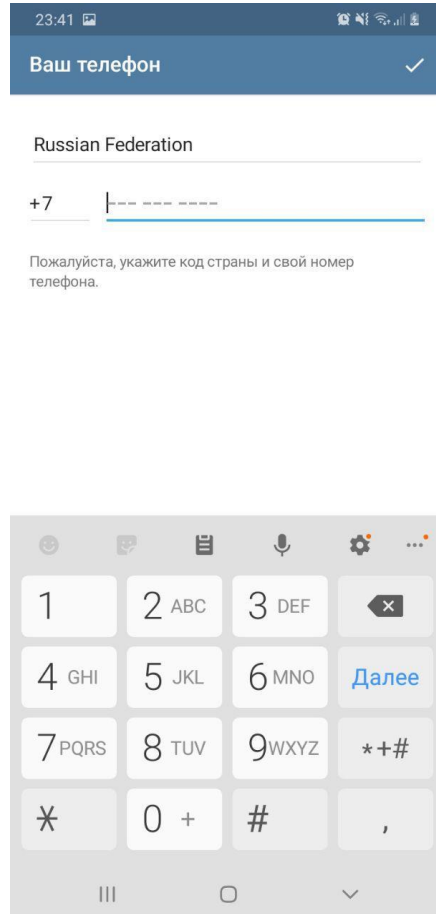 23:41
Ваш телефон
Russian Federation
+7 --- --- ----
Пожалуйста, укажите код страны и свой номер
телефона.
1 2 ABC 3 DEF
4 GHI 5 JKL 6 MNO Далее
7 PQRS 8 TUV 9 WXYZ *+#
* 0 + # ,